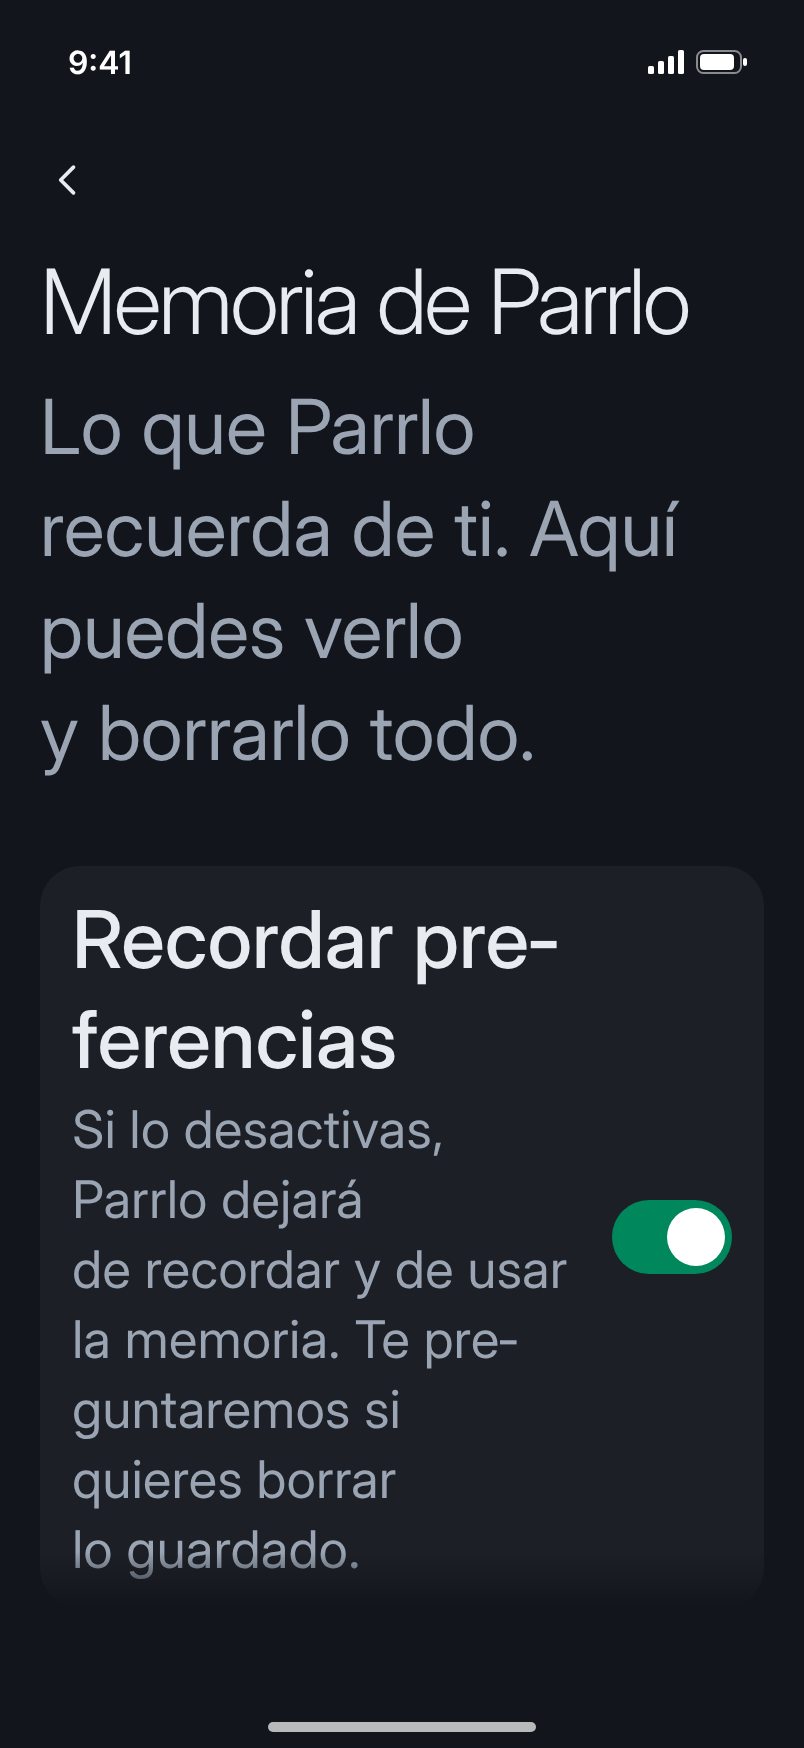 9:41
Memoria de Parrlo
Lo que Parrlo
recuerda de ti. Aquí
puedes verlo
y borrarlo todo.
Recordar pre-
ferencias
Si lo desactivas,
Parrlo dejará
de recordar y de usar
la memoria. Te pre-
guntaremos si
quieres borrar
lo guardado.